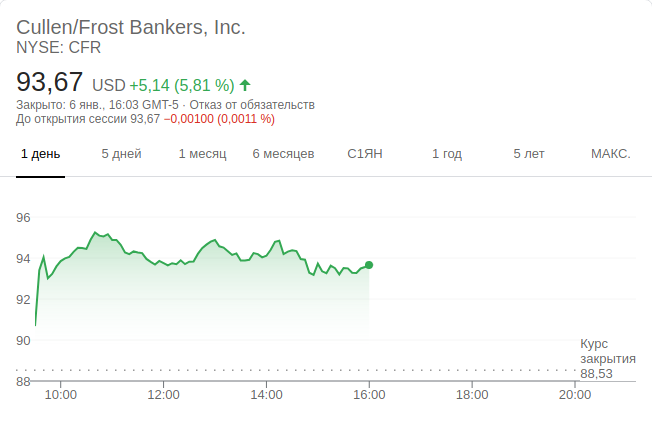 Cullen/Frost Bankers, Inc.
NYSE: CFR
93,67 USD +5,14 (5,81 %)
Закрыто: 6 янв., 16:03 GMT-5 · Отказ от обязательств
До открытия сессии 93,67 −0,00100 (0,0011 %)
1 день 5 дней 1 месяц 6 месяцев С1ЯН 1 год 5 лет МАКС.
96
94
92
90
Курс
закрытия
88,53
88
10:00 12:00 14:00 16:00 18:00 20:00